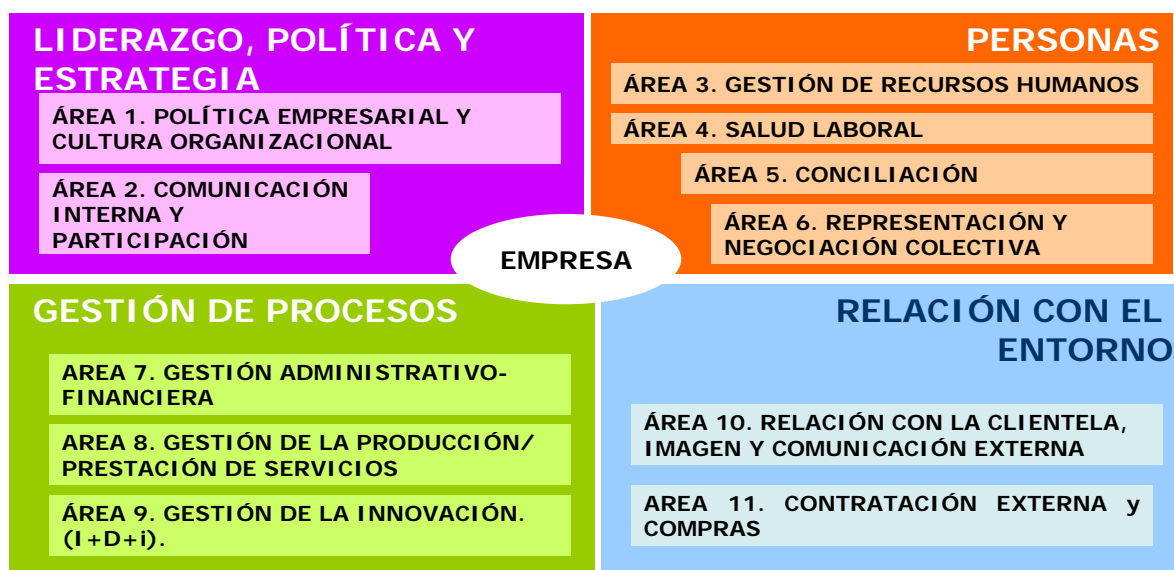 LIDERAZGO, POLÍTICA Y
ESTRATEGIA
ÁREA 1. POLÍTICA EMPRESARIAL Y
CULTURA ORGANIZACIONAL
ÁREA 2. COMUNICACIÓN
INTERNA Y
PARTICIPACIÓN
PERSONAS
ÁREA 3. GESTIÓN DE RECURSOS HUMANOS
ÁREA 4. SALUD LABORAL
ÁREA 5. CONCILIACIÓN
ÁREA 6. REPRESENTACIÓN Y
NEGOCIACIÓN COLECTIVA
EMPRESA
GESTIÓN DE PROCESOS
AREA 7. GESTIÓN ADMINISTRATIVO-
FINANCIERA
AREA 8. GESTIÓN DE LA PRODUCCIÓN/
PRESTACIÓN DE SERVICIOS
ÁREA 9. GESTIÓN DE LA INNOVACIÓN.
(I+D+i).
RELACIÓN CON EL
ENTORNO
ÁREA 10. RELACIÓN CON LA CLIENTELA,
IMAGEN Y COMUNICACIÓN EXTERNA
AREA 11. CONTRATACIÓN EXTERNA y
COMPRAS